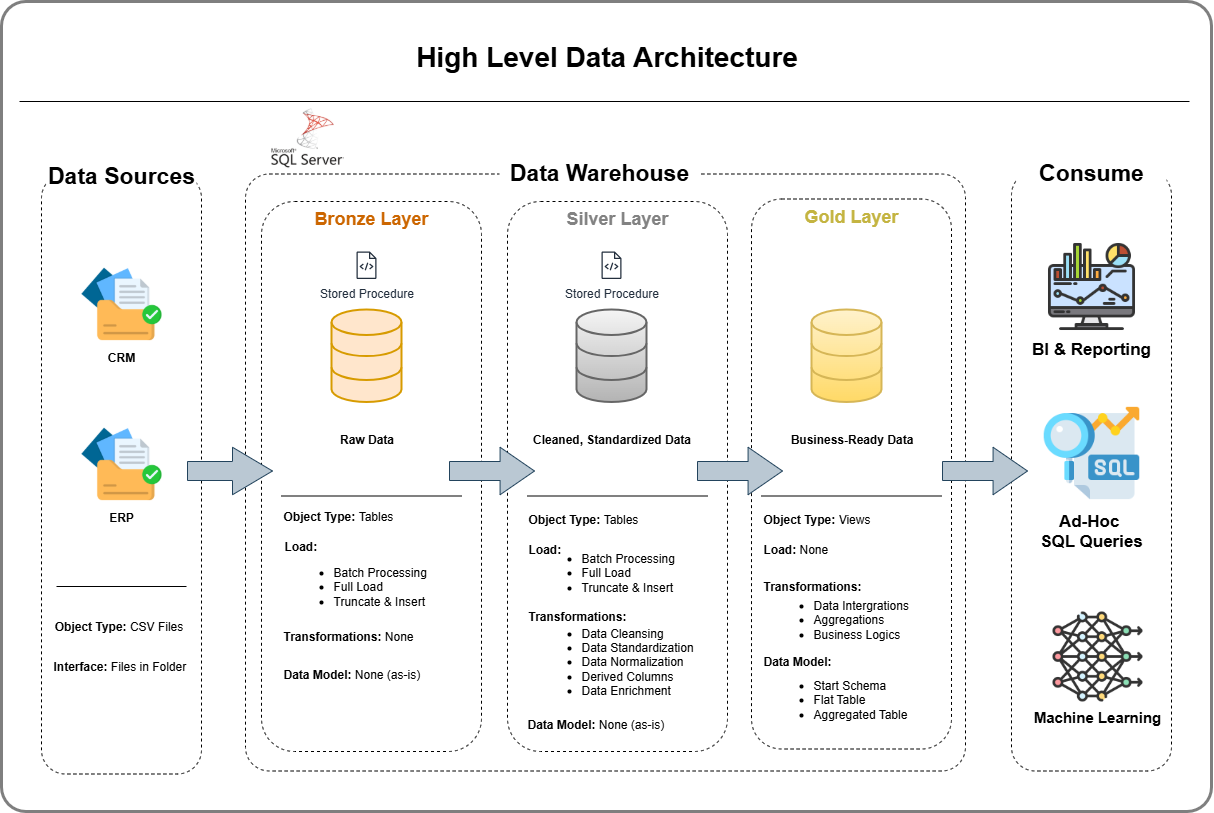 High Level Data Architecture
Microsoft
SQL Server
Data Sources
CRM
ERP
Object Type: CSV Files
Interface: Files in Folder
Data Warehouse
Bronze Layer
</>
Stored Procedure
Raw Data
Object Type: Tables
Load:
• Batch Processing
• Full Load
• Truncate & Insert
Transformations: None
Data Model: None (as-is)
Silver Layer
</>
Stored Procedure
Cleaned, Standardized Data
Object Type: Tables
Load:
• Batch Processing
• Full Load
• Truncate & Insert
Transformations:
• Data Cleansing
• Data Standardization
• Data Normalization
• Derived Columns
• Data Enrichment
Data Model: None (as-is)
Gold Layer
Business-Ready Data
Object Type: Views
Load: None
Transformations:
• Data Intergrations
• Aggregations
• Business Logics
Data Model:
• Start Schema
• Flat Table
• Aggregated Table
Consume
BI & Reporting
SQL
Ad-Hoc
SQL Queries
Machine Learning